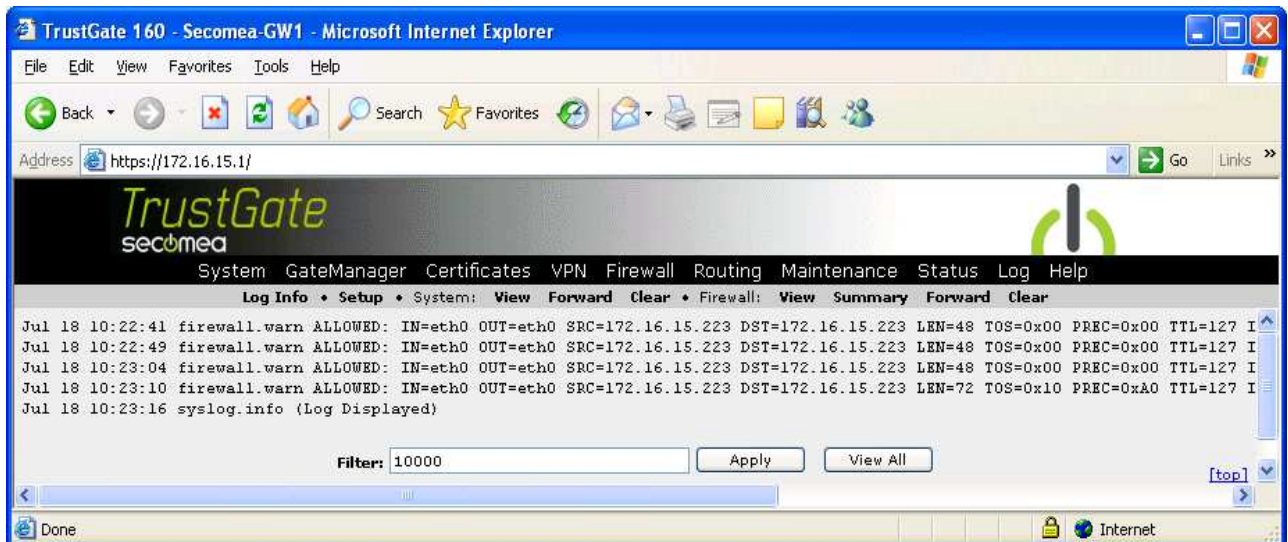 TrustGate 160 - Secomea-GW1 - Microsoft Internet Explorer
File Edit View Favorites Tools Help
Back Search Favorites
Address https://172.16.15.1/ Go Links »
TrustGate
secomea
System GateManager Certificates VPN Firewall Routing Maintenance Status Log Help
Log Info • Setup • System: View Forward Clear • Firewall: View Summary Forward Clear
Jul 18 10:22:41 firewall.warn ALLOWED: IN=eth0 OUT=eth0 SRC=172.16.15.223 DST=172.16.15.223 LEN=48 TOS=0x00 PREC=0x00 TTL=127 I
Jul 18 10:22:49 firewall.warn ALLOWED: IN=eth0 OUT=eth0 SRC=172.16.15.223 DST=172.16.15.223 LEN=48 TOS=0x00 PREC=0x00 TTL=127 I
Jul 18 10:23:04 firewall.warn ALLOWED: IN=eth0 OUT=eth0 SRC=172.16.15.223 DST=172.16.15.223 LEN=48 TOS=0x00 PREC=0x00 TTL=127 I
Jul 18 10:23:10 firewall.warn ALLOWED: IN=eth0 OUT=eth0 SRC=172.16.15.223 DST=172.16.15.223 LEN=72 TOS=0x10 PREC=0xA0 TTL=127 I
Jul 18 10:23:16 syslog.info (Log Displayed)
Filter: 10000 Apply View All
[top]
Done Internet